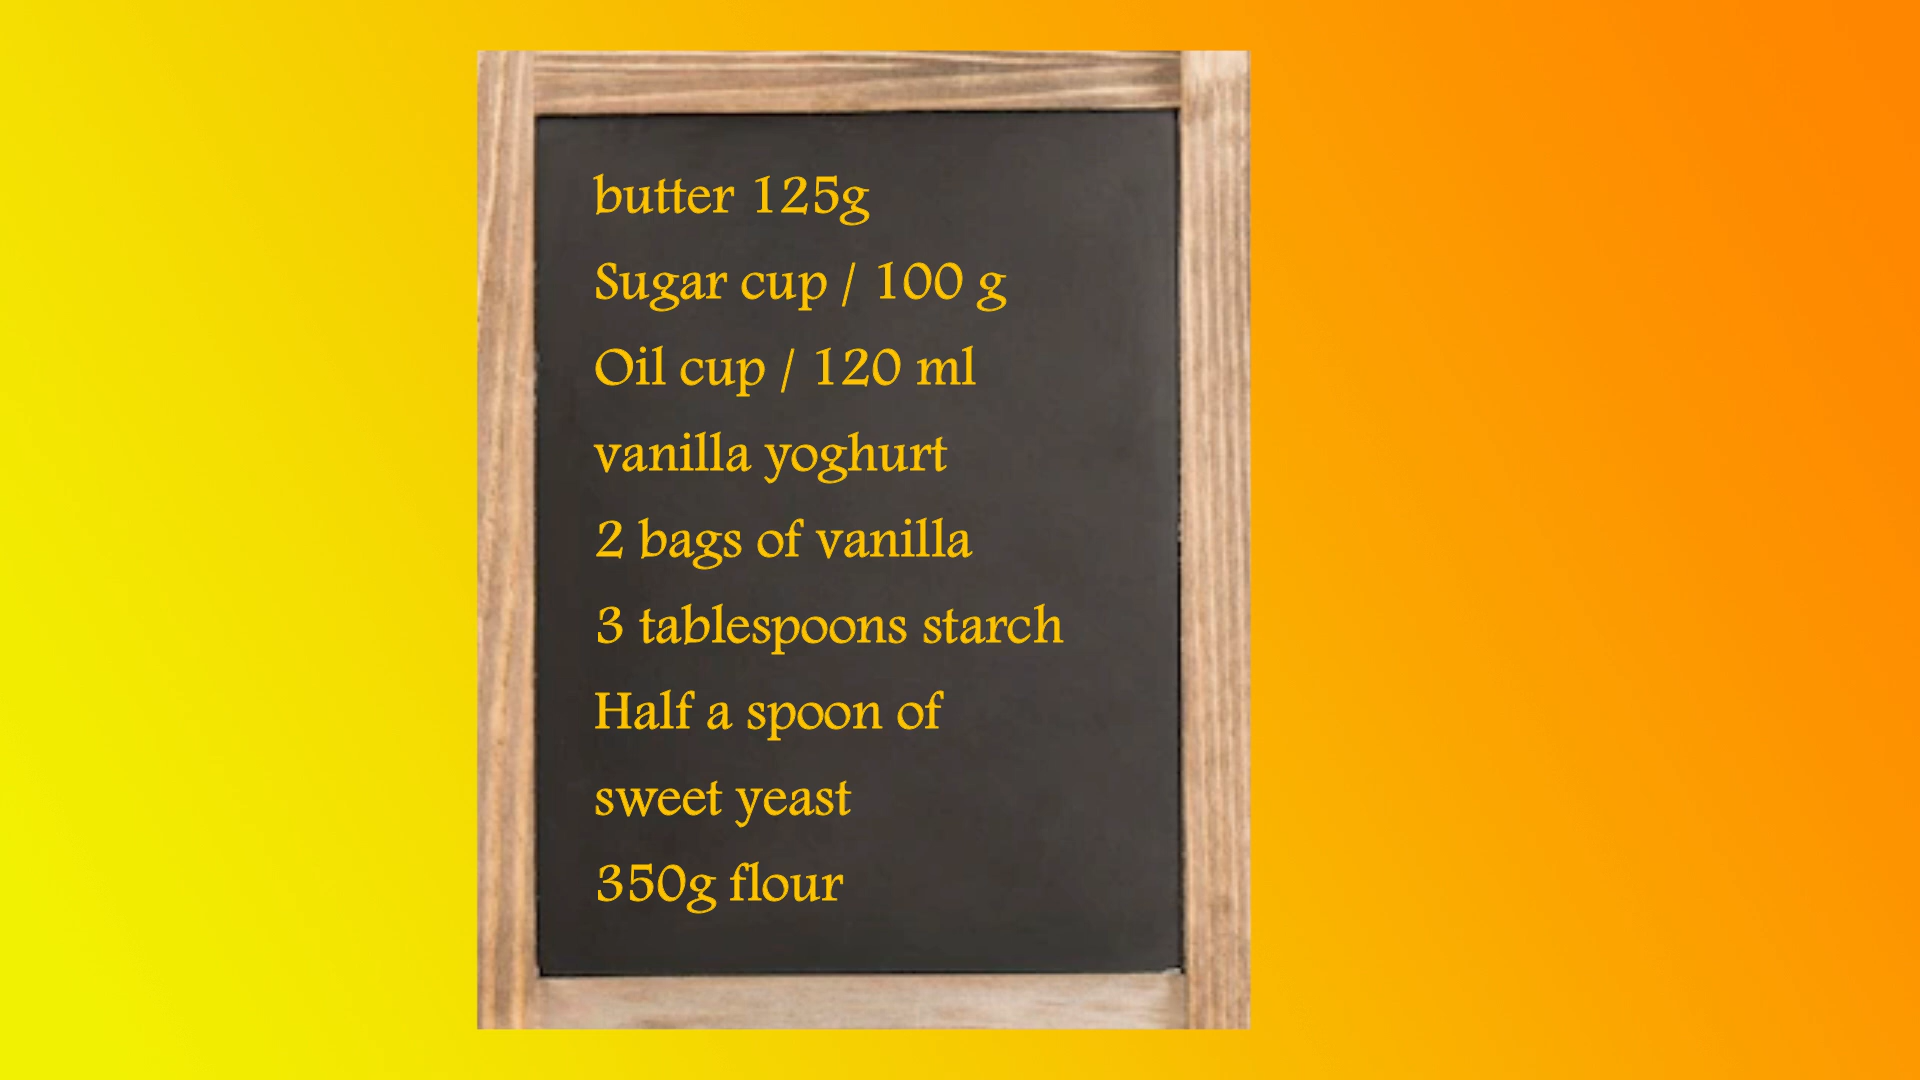 butter 125g
Sugar cup / 100 g
Oil cup / 120 ml
vanilla yoghurt
2 bags of vanilla
3 tablespoons starch
Half a spoon of
sweet yeast
350g flour